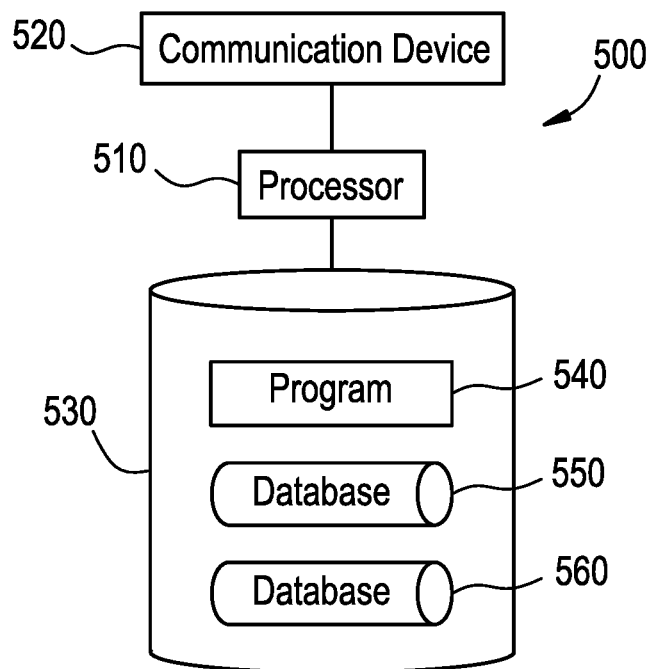 520
Communication Device
500
510
Processor
Program
540
530
Database
550
Database
560